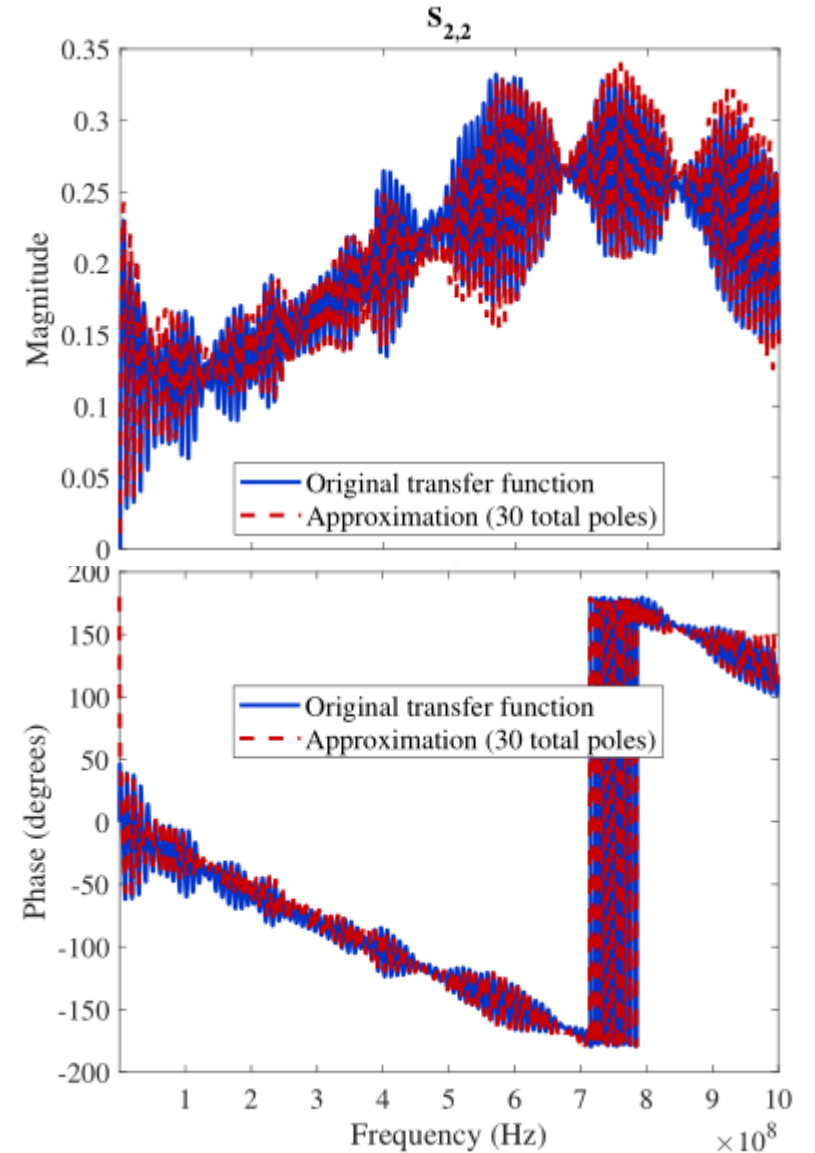 S2,2
0.35
0.3
0.25
0.2
0.15
0.1
0.05
0
Magnitude
Original transfer function
Approximation (30 total poles)
200
150
100
50
0
-50
-100
-150
-200
Phase (degrees)
Original transfer function
Approximation (30 total poles)
1 2 3 4 5 6 7 8 9 10
Frequency (Hz)
×10^8